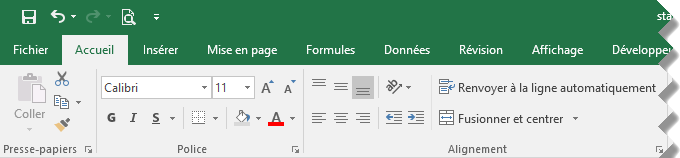 sta
Fichier Accueil Insérer Mise en page Formules Données Révision Affichage Développeu
Calibri 11 Renvoyer à la ligne automatiquement
Coller G I S A Fusionner et centrer
Presse-papiers Police Alignement